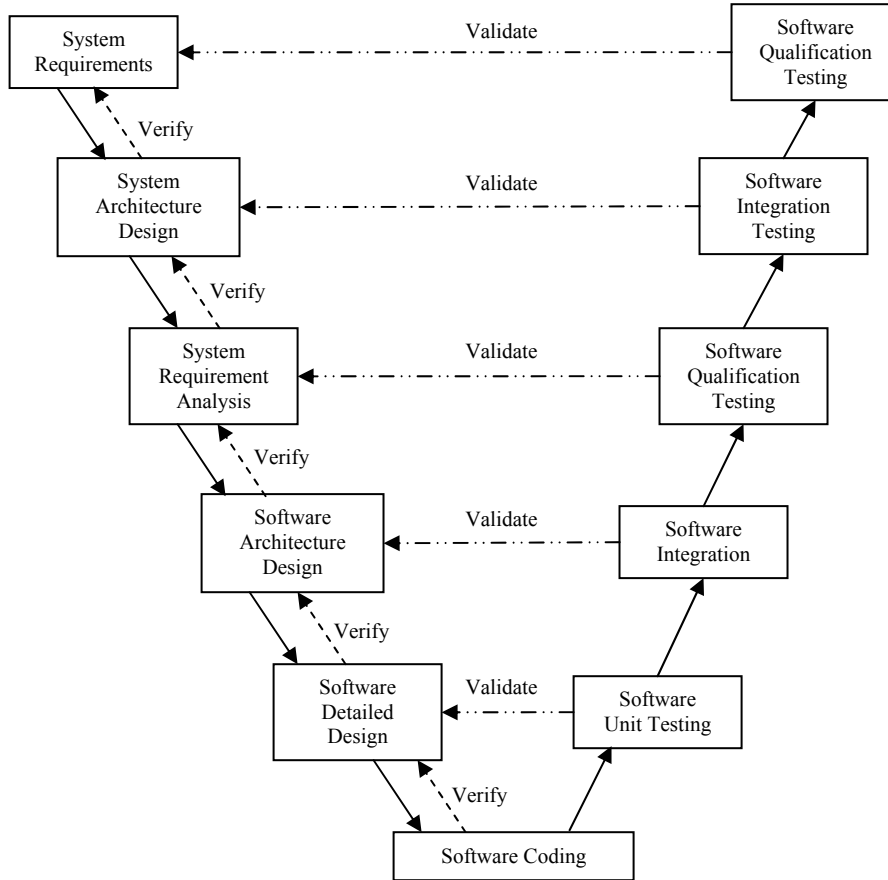 System
Requirements
Validate
Software
Qualification
Testing
Verify
System
Architecture
Design
Validate
Software
Integration
Testing
Verify
System
Requirement
Analysis
Validate
Software
Qualification
Testing
Verify
Software
Architecture
Design
Validate
Software
Integration
Verify
Software
Detailed
Design
Validate
Software
Unit Testing
Verify
Software Coding